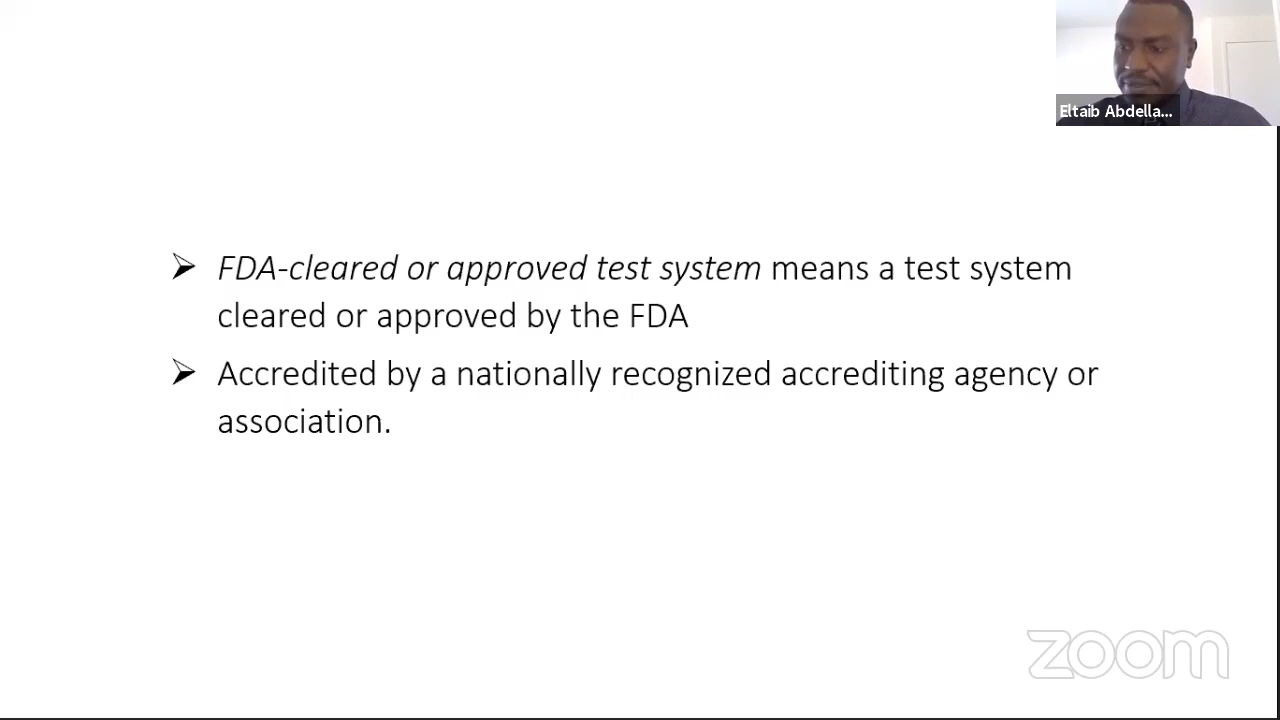 Eltaib Abdella...
FDA-cleared or approved test system means a test system
cleared or approved by the FDA
Accredited by a nationally recognized accrediting agency or
association.
zoom